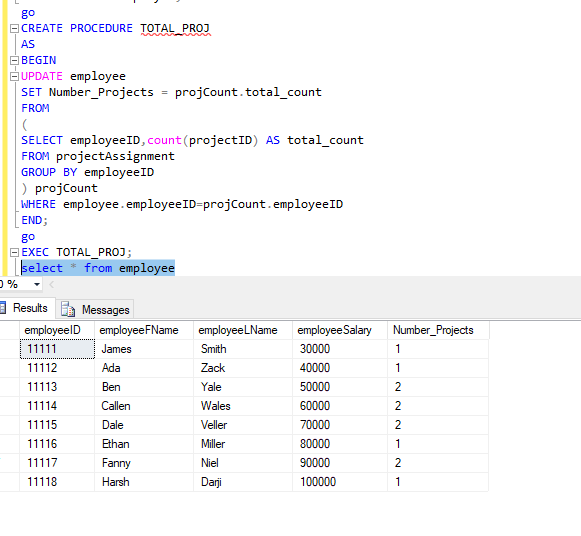 go
CREATE PROCEDURE TOTAL_PROJ
AS
BEGIN
UPDATE employee
SET Number_Projects = projCount.total_count
FROM
(
SELECT employeeID,count(projectID) AS total_count
FROM projectAssignment
GROUP BY employeeID
) projCount
WHERE employee.employeeID=projCount.employeeID
END;
go
EXEC TOTAL_PROJ;
select * from employee
0 %
Results Messages
employeeID employeeFName employeeLName employeeSalary Number_Projects
11111 James Smith 30000 1
11112 Ada Zack 40000 1
11113 Ben Yale 50000 2
11114 Callen Wales 60000 2
11115 Dale Veller 70000 2
11116 Ethan Miller 80000 1
11117 Fanny Niel 90000 2
11118 Harsh Darji 100000 1